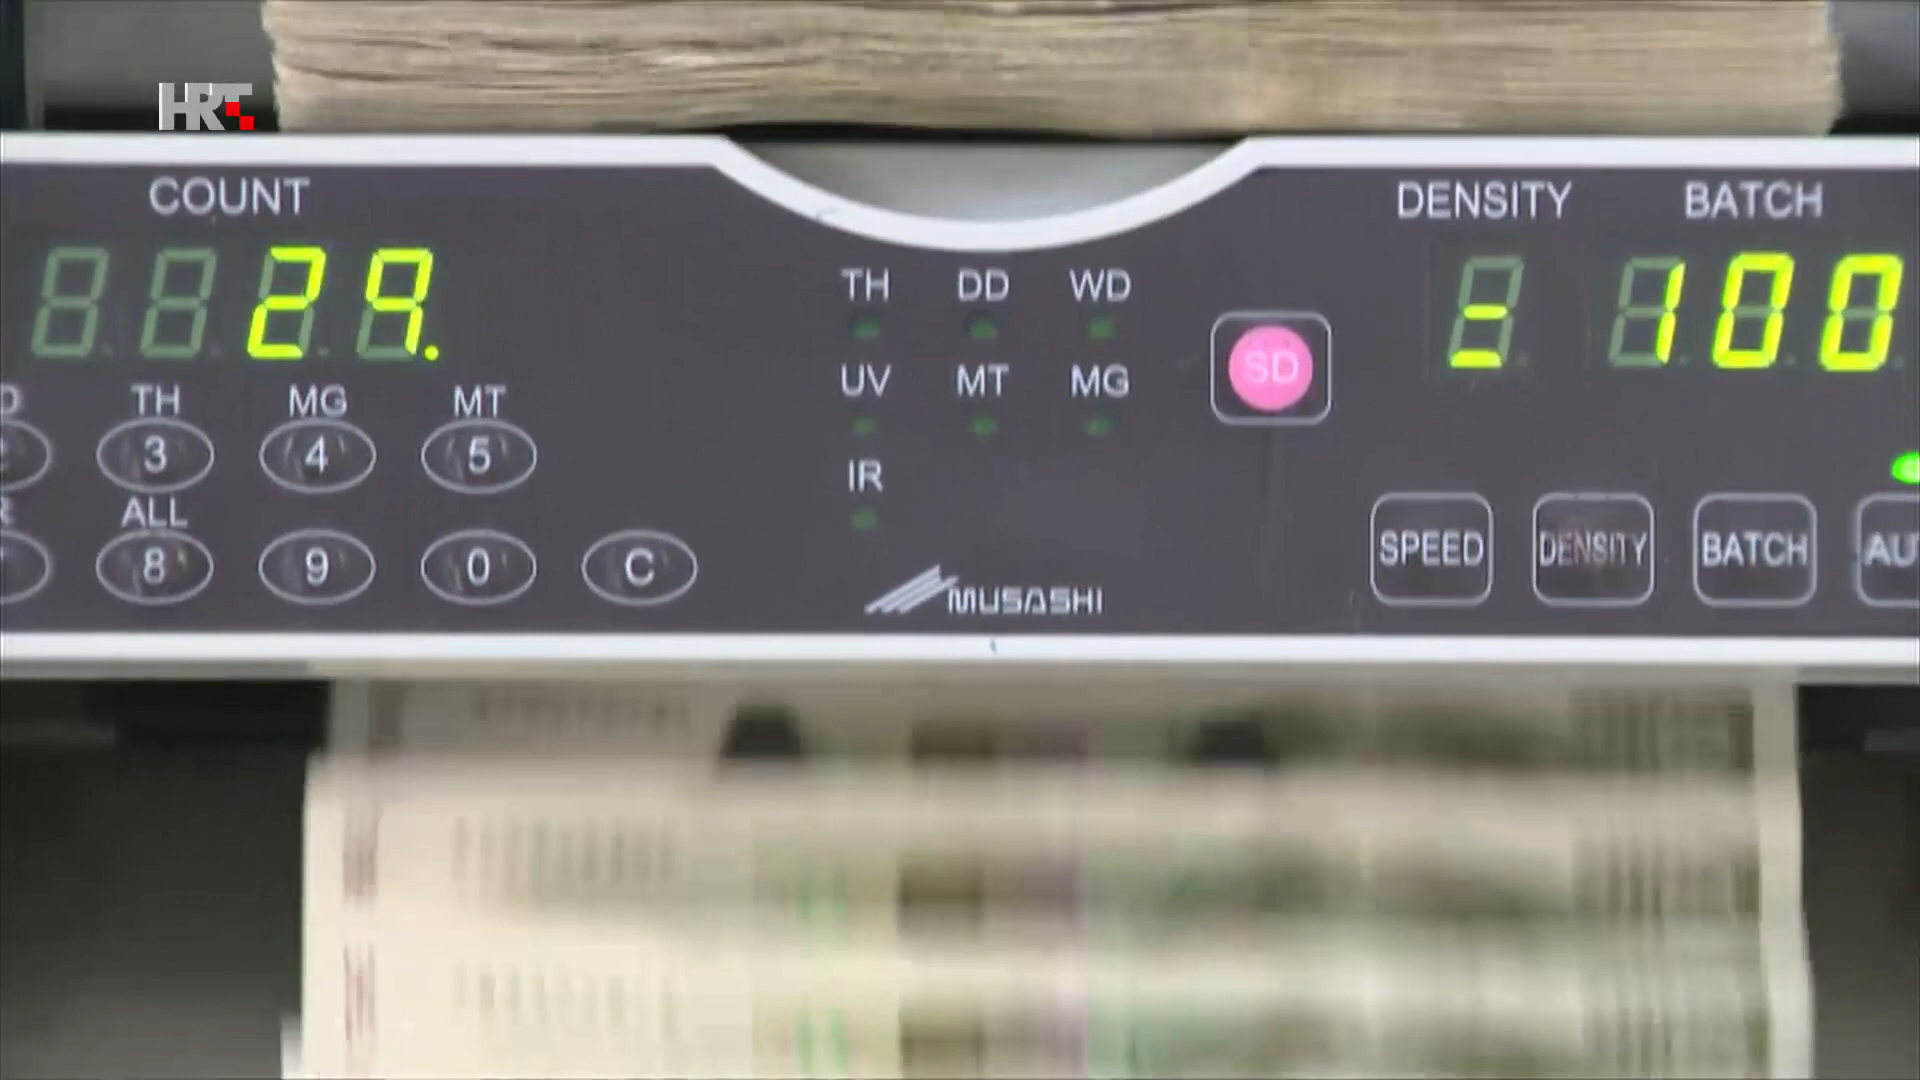 HRT
COUNT DENSITY BATCH
29. = 100
TH DD WD
SD
UV MT MG
TH MG MT
3 4 5
IR
ALL
8 9 0 C
SPEED DENSITY BATCH
MUSASHI